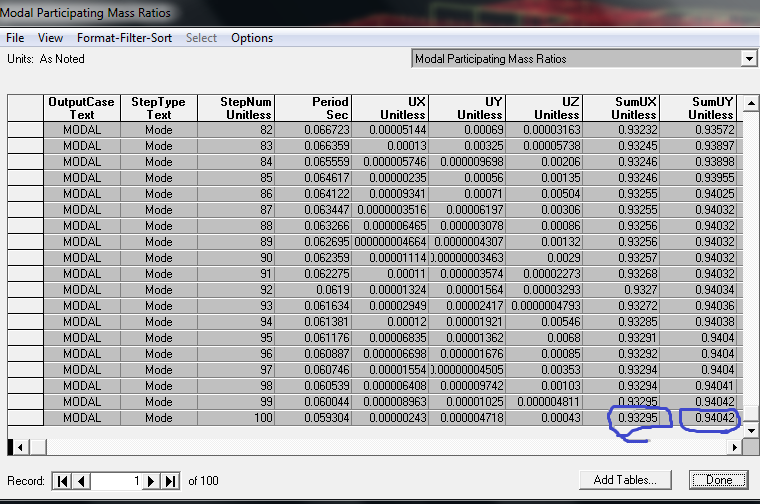 Modal Participating Mass Ratios
File View Format-Filter-Sort Select Options
Units: As Noted Modal Participating Mass Ratios
OutputCase StepType StepNum Period UX UY UZ SumUX SumUY
Text Text Unitless Sec Unitless Unitless Unitless Unitless Unitless
MODAL Mode 82 0.066723 0.00005144 0.00069 0.00003163 0.93232 0.93572
MODAL Mode 83 0.066359 0.00013 0.00325 0.00005738 0.93245 0.93897
MODAL Mode 84 0.065559 0.000005746 0.000009698 0.00206 0.93246 0.93898
MODAL Mode 85 0.064617 0.00000235 0.00056 0.00135 0.93246 0.93955
MODAL Mode 86 0.064122 0.00009341 0.00071 0.00504 0.93255 0.94025
MODAL Mode 87 0.063447 0.0000003516 0.00006197 0.00306 0.93255 0.94032
MODAL Mode 88 0.063266 0.000006465 0.000003078 0.00086 0.93256 0.94032
MODAL Mode 89 0.062695 000000004664 0.0000004307 0.00132 0.93256 0.94032
MODAL Mode 90 0.062359 0.00001114 0.00000003463 0.0029 0.93257 0.94032
MODAL Mode 91 0.062275 0.00011 0.000003574 0.00002273 0.93268 0.94032
MODAL Mode 92 0.0619 0.00001324 0.00001564 0.00003293 0.9327 0.94034
MODAL Mode 93 0.061634 0.00002949 0.00002417 0.0000004793 0.93272 0.94036
MODAL Mode 94 0.061381 0.00012 0.00001921 0.00546 0.93285 0.94038
MODAL Mode 95 0.061176 0.00006835 0.00001362 0.0068 0.93291 0.9404
MODAL Mode 96 0.060887 0.000006698 0.000001676 0.00085 0.93292 0.9404
MODAL Mode 97 0.060746 0.00001554 0.00000004505 0.00353 0.93294 0.9404
MODAL Mode 98 0.060539 0.000006408 0.000009742 0.00103 0.93294 0.94041
MODAL Mode 99 0.060044 0.000008963 0.00001025 0.000004811 0.93295 0.94042
MODAL Mode 100 0.059304 0.00000243 0.000004718 0.00043 0.93295 0.94042
Record: 1 of 100 Add Tables... Done